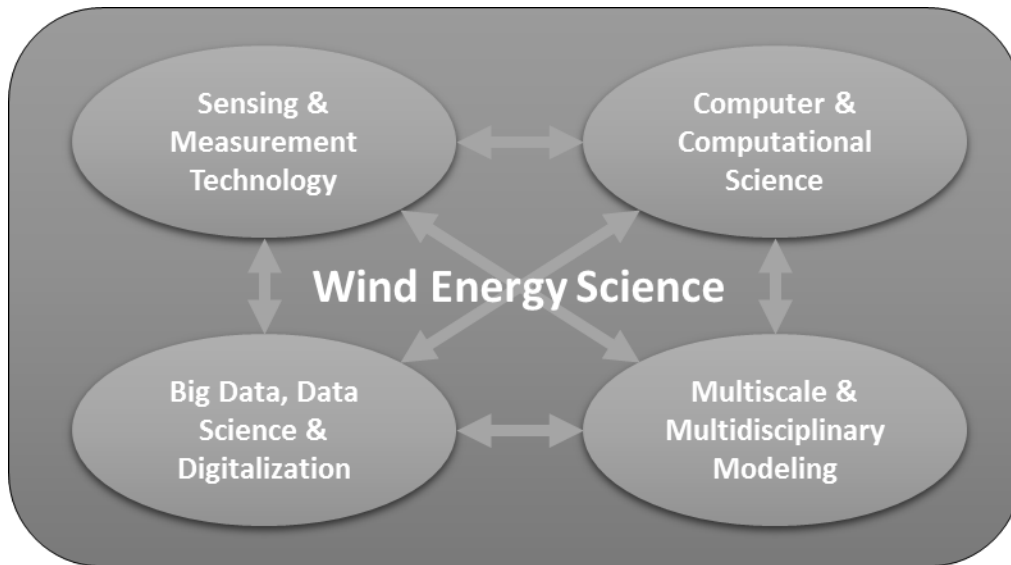 Sensing &
Measurement
Technology
Computer &
Computational
Science
Wind Energy Science
Big Data, Data
Science &
Digitalization
Multiscale &
Multidisciplinary
Modeling